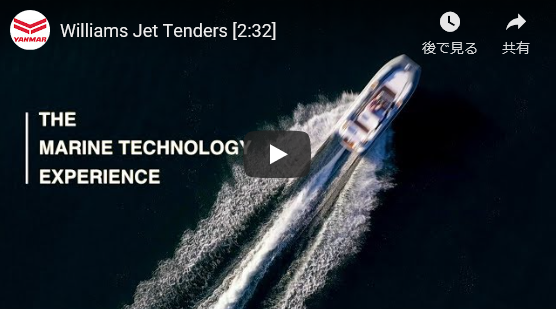 YANMAR
Williams Jet Tenders [2:32]
後で見る
共有
THE
MARINE TECHNOLOGY
EXPERIENCE